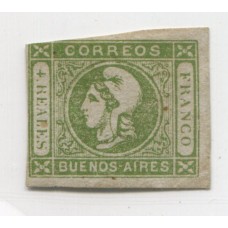 CORREOS
4 REALES
FRANCO
BUENOS-AIRES